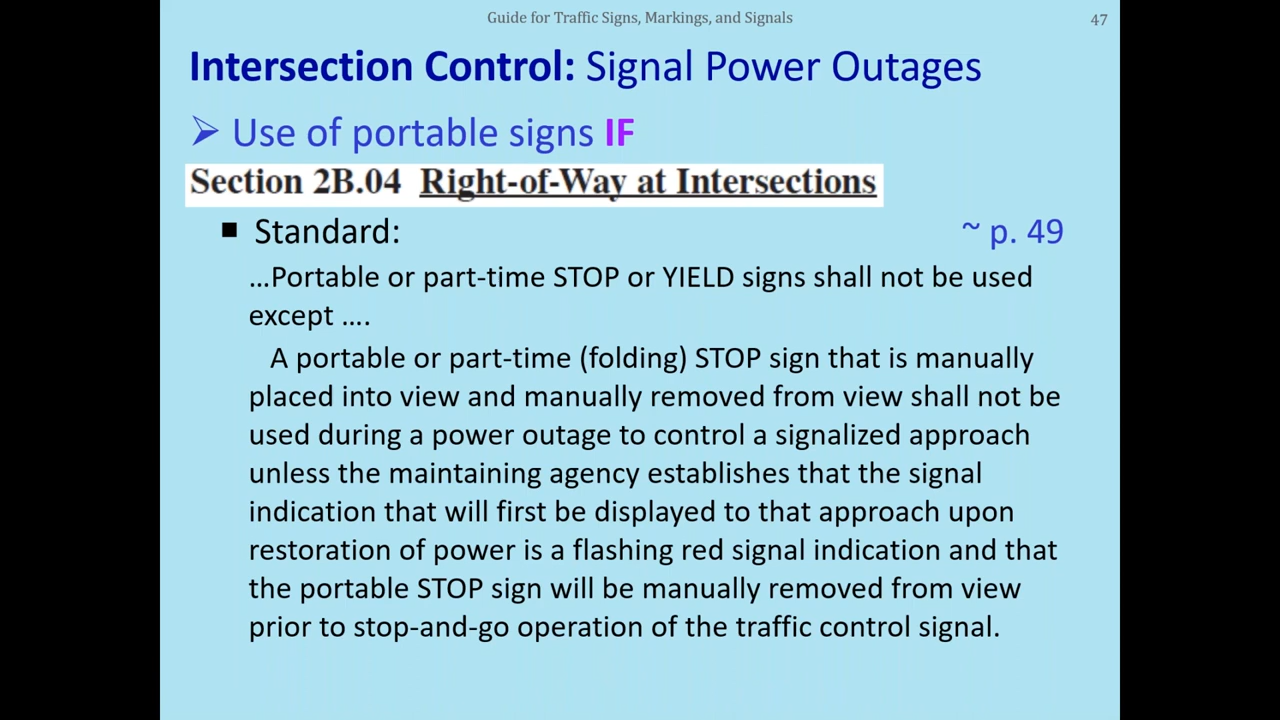 Guide for Traffic Signs, Markings, and Signals
47
Intersection Control: Signal Power Outages
➢ Use of portable signs IF
Section 2B.04 Right-of-Way at Intersections
▪ Standard: ~ p. 49
…Portable or part-time STOP or YIELD signs shall not be used
except ….
A portable or part-time (folding) STOP sign that is manually
placed into view and manually removed from view shall not be
used during a power outage to control a signalized approach
unless the maintaining agency establishes that the signal
indication that will first be displayed to that approach upon
restoration of power is a flashing red signal indication and that
the portable STOP sign will be manually removed from view
prior to stop-and-go operation of the traffic control signal.